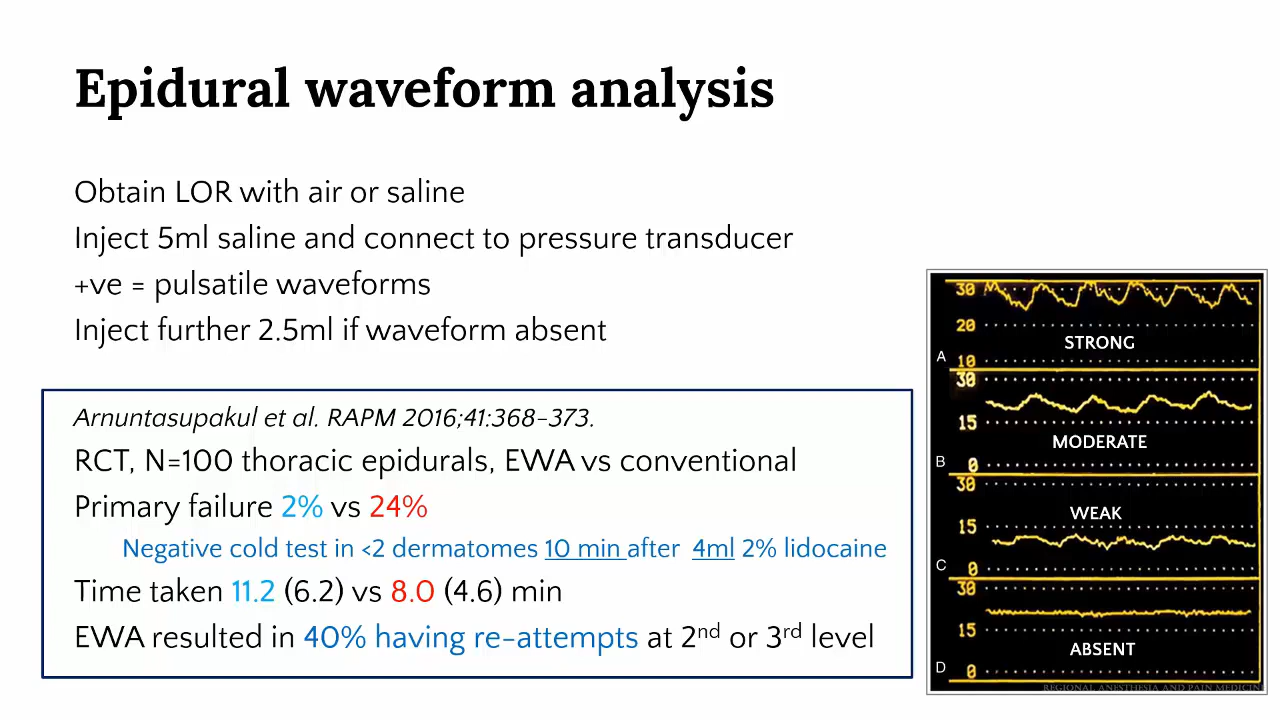 Epidural waveform analysis
Obtain LOR with air or saline
Inject 5ml saline and connect to pressure transducer
+ve = pulsatile waveforms
Inject further 2.5ml if waveform absent
Arnuntasupakul et al. RAPM 2016;41:368–373.
RCT, N=100 thoracic epidurals, EWA vs conventional
Primary failure 2% vs 24%
Negative cold test in <2 dermatomes 10 min after 4ml 2% lidocaine
Time taken 11.2 (6.2) vs 8.0 (4.6) min
EWA resulted in 40% having re-attempts at 2nd or 3rd level
30
20
STRONG
A 10
30
15
MODERATE
B 0
30
WEAK
15
C 0
30
15
ABSENT
D 0
REGIONAL ANESTHESIA AND PAIN MEDICINE